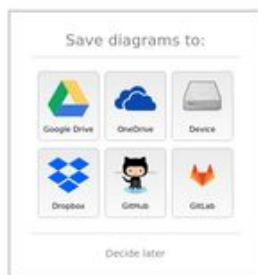 Save diagrams to:
Google Drive OneDrive Device
Dropbox GitHub GitLab
Decide later